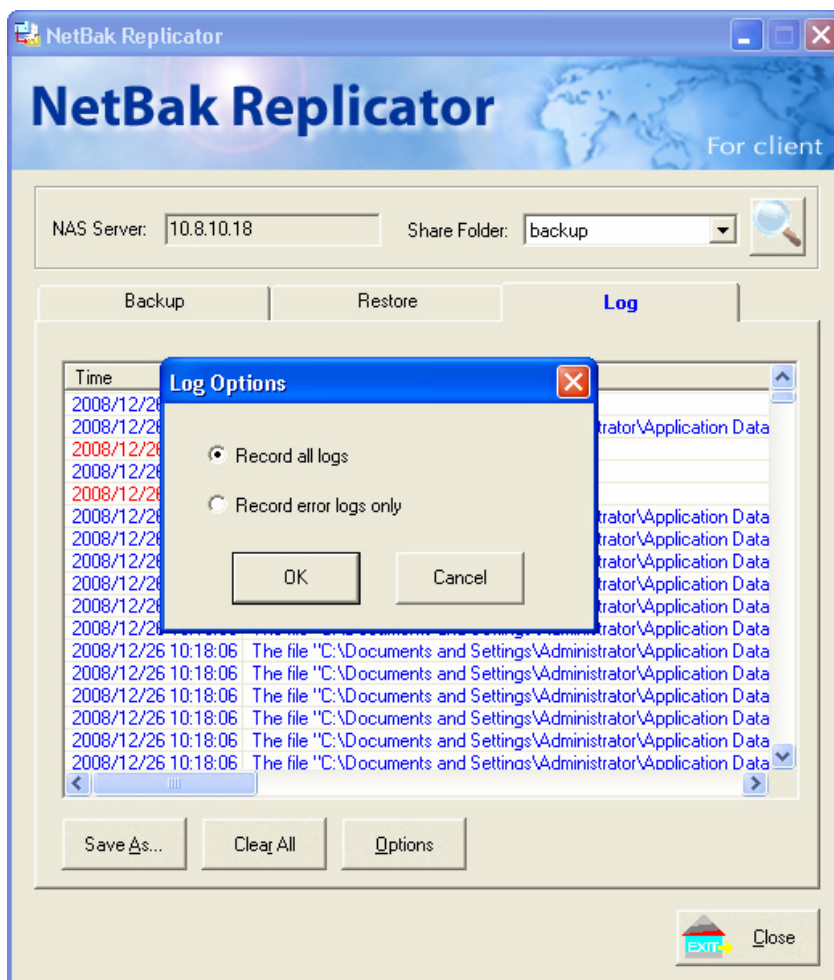 NetBak Replicator
NetBak Replicator
For client
NAS Server: 10.8.10.18 Share Folder: backup
Backup Restore Log
Time
Log Options
Record all logs
Record error logs only
OK Cancel
2008/12/26
2008/12/26 trator\Application Data
2008/12/26
2008/12/26
2008/12/26
2008/12/26 trator\Application Data
2008/12/26 trator\Application Data
2008/12/26 trator\Application Data
2008/12/26 trator\Application Data
2008/12/26 trator\Application Data
2008/12/26 10:18:06 The file "C:\Documents and Settings\Administrator\Application Data
2008/12/26 10:18:06 The file "C:\Documents and Settings\Administrator\Application Data
2008/12/26 10:18:06 The file "C:\Documents and Settings\Administrator\Application Data
2008/12/26 10:18:06 The file "C:\Documents and Settings\Administrator\Application Data
2008/12/26 10:18:06 The file "C:\Documents and Settings\Administrator\Application Data
2008/12/26 10:18:06 The file "C:\Documents and Settings\Administrator\Application Data
2008/12/26 10:18:06 The file "C:\Documents and Settings\Administrator\Application Data
Save As... Clear All Options
EXIT Close